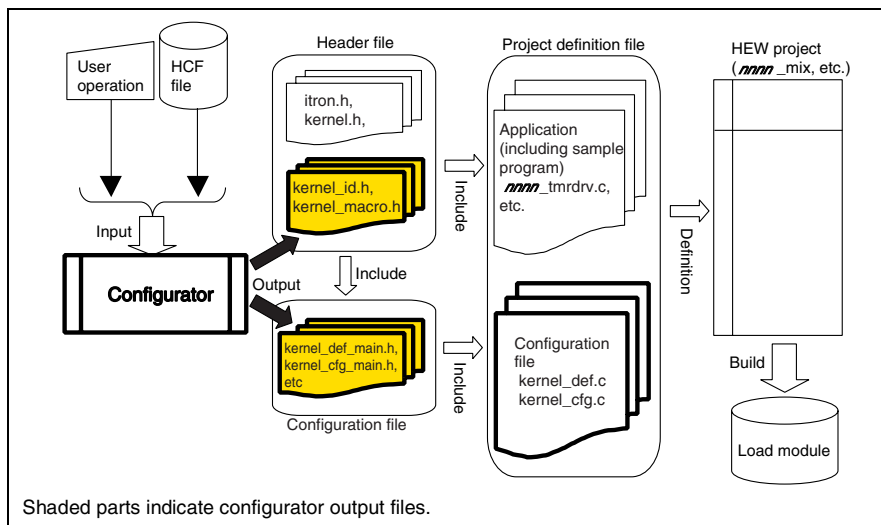 User
operation
HCF
file
Input
Configurator
Output
Header file
itron.h,
kernel.h,
kernel_id.h,
kernel_macro.h
Include
kernel_def_main.h,
kernel_cfg_main.h,
etc
Configuration file
Include
Include
Project definition file
Application
(including sample
program)
nnnn_tmrdrv.c,
etc.
Configuration
file
kernel_def.c
kernel_cfg.c
Definition
HEW project
(nnnn_mix, etc.)
Build
Load module
Shaded parts indicate configurator output files.